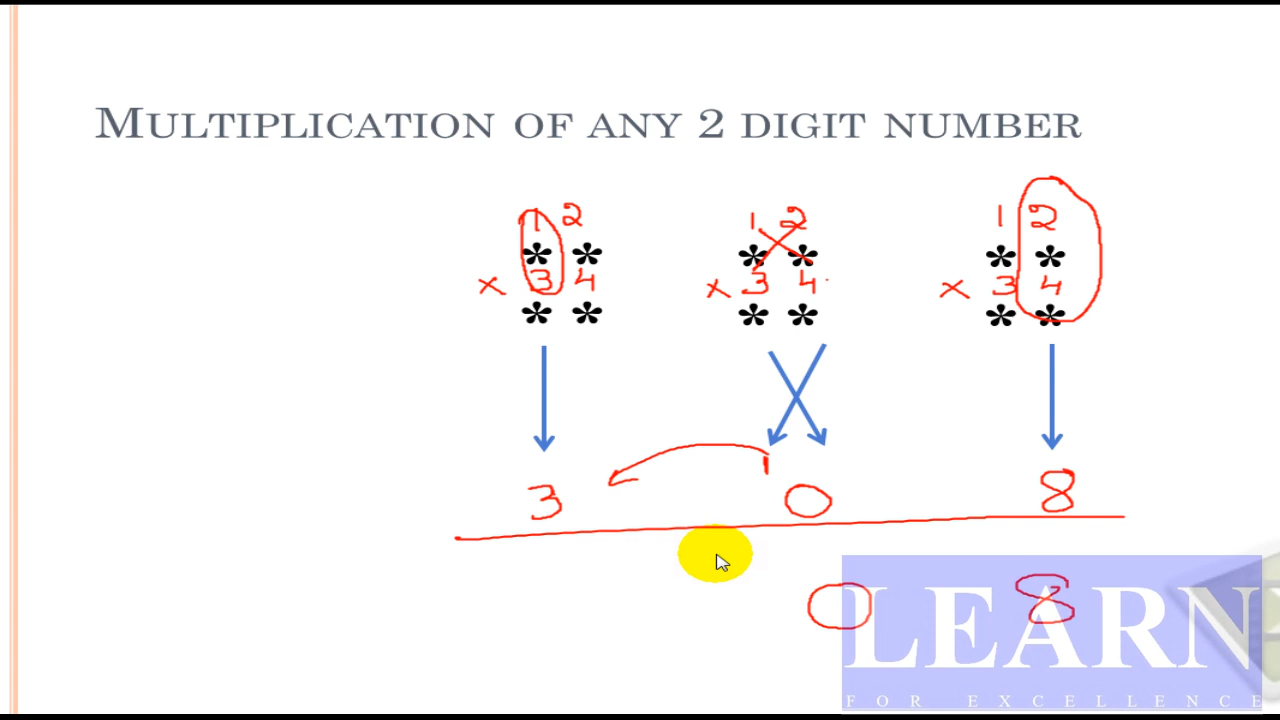 MULTIPLICATION OF ANY 2 DIGIT NUMBER
1 2 1 2 1 2
* * * * * *
x 3 4 x 3 4 x 3 4
* * * * * *
1
3 0 8
0 8
LEARN
FOR EXCELLENCE